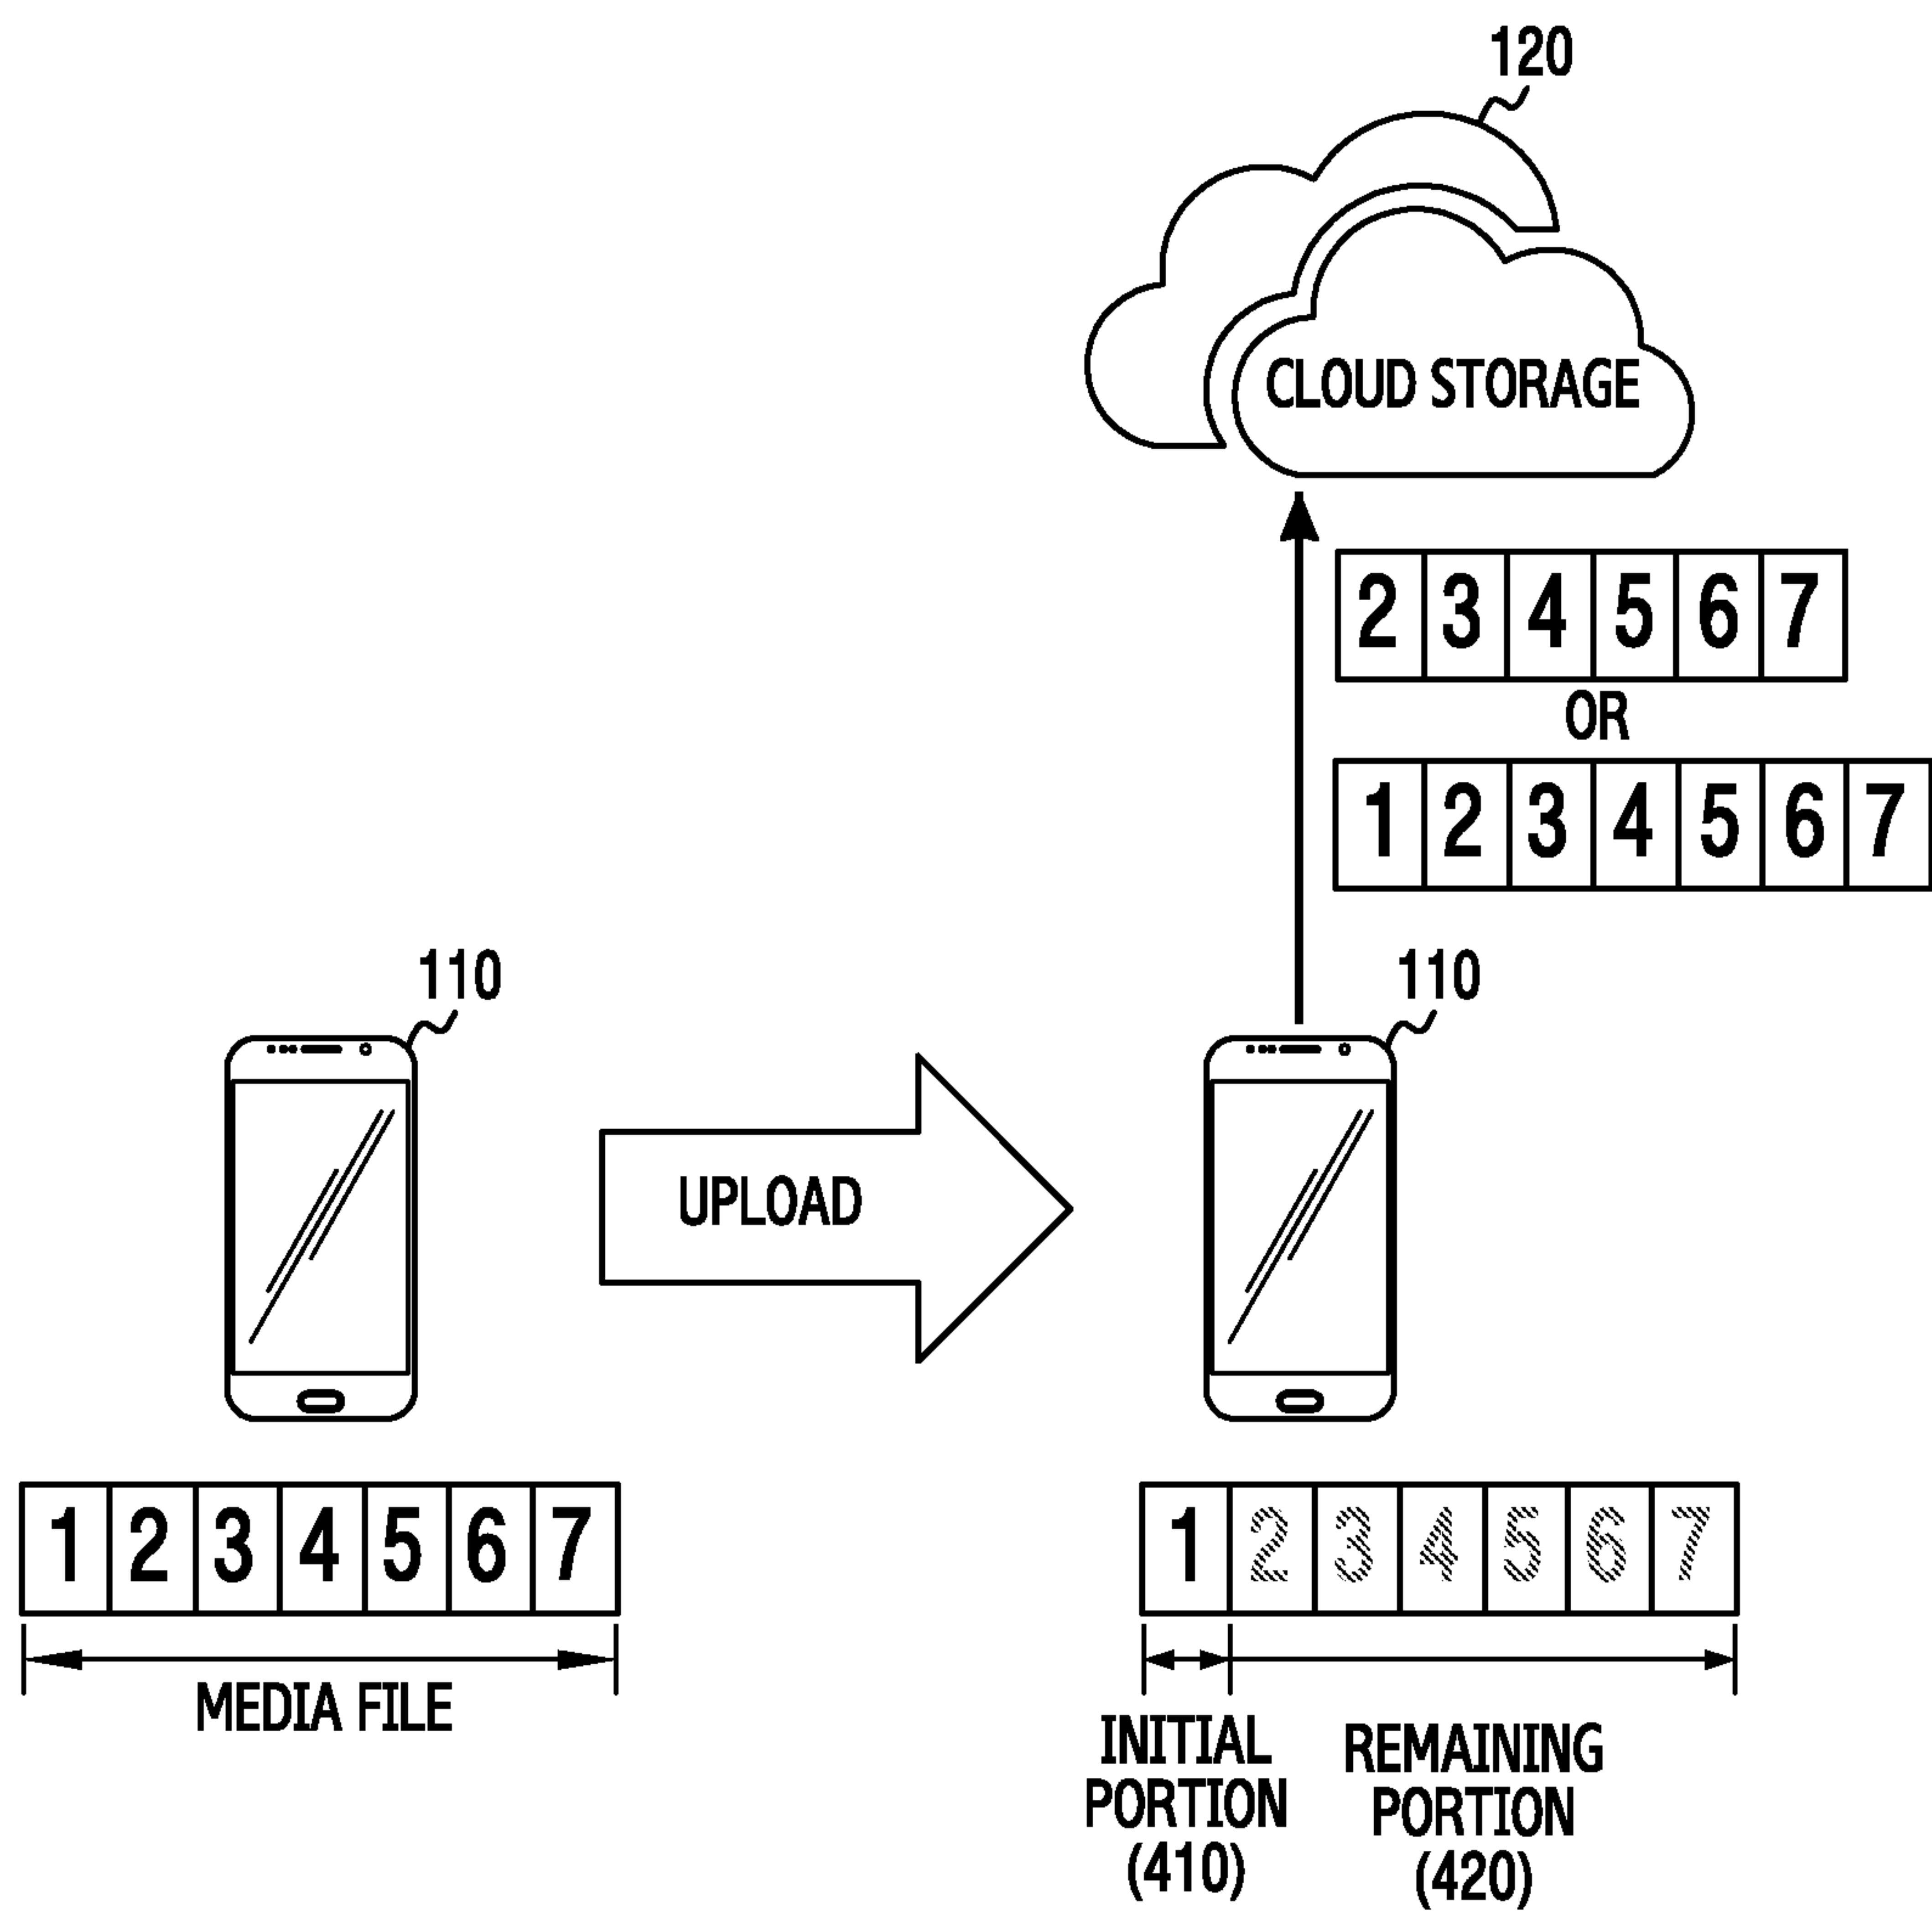 120
CLOUD STORAGE
2 3 4 5 6 7
OR
1 2 3 4 5 6 7
110
110
UPLOAD
1 2 3 4 5 6 7
1 2 3 4 5 6 7
MEDIA FILE
INITIAL
PORTION
(410)
REMAINING
PORTION
(420)